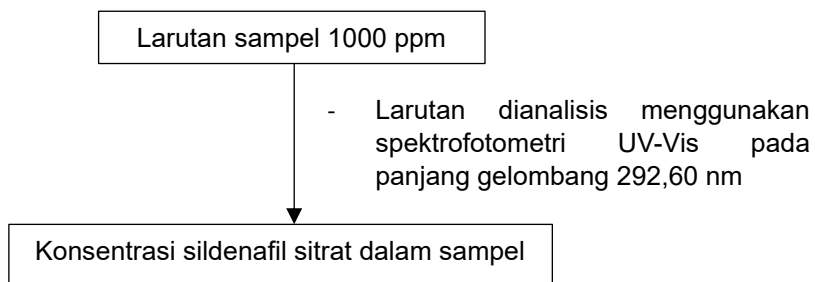 Larutan sampel 1000 ppm
- Larutan dianalisis menggunakan
spektrofotometri UV-Vis pada
panjang gelombang 292,60 nm
Konsentrasi sildenafil sitrat dalam sampel